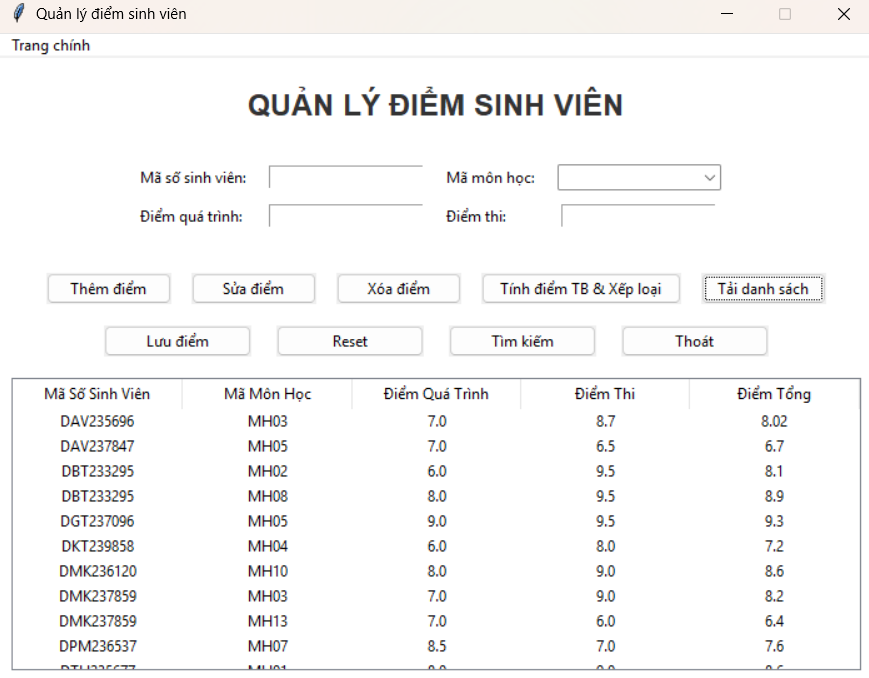 Quản lý điểm sinh viên
Trang chính
QUẢN LÝ ĐIỂM SINH VIÊN
Mã số sinh viên: Mã môn học:
Điểm quá trình: Điểm thi:
Thêm điểm Sửa điểm Xóa điểm Tính điểm TB & Xếp loại Tải danh sách
Lưu điểm Reset Tìm kiếm Thoát
Mã Số Sinh Viên Mã Môn Học Điểm Quá Trình Điểm Thi Điểm Tổng
DAV235696 MH03 7.0 8.7 8.02
DAV237847 MH05 7.0 6.5 6.7
DBT233295 MH02 6.0 9.5 8.1
DBT233295 MH08 8.0 9.5 8.9
DGT237096 MH05 9.0 9.5 9.3
DKT239858 MH04 6.0 8.0 7.2
DMK236120 MH10 8.0 9.0 8.6
DMK237859 MH03 7.0 9.0 8.2
DMK237859 MH13 7.0 6.0 6.4
DPM236537 MH07 8.5 7.0 7.6